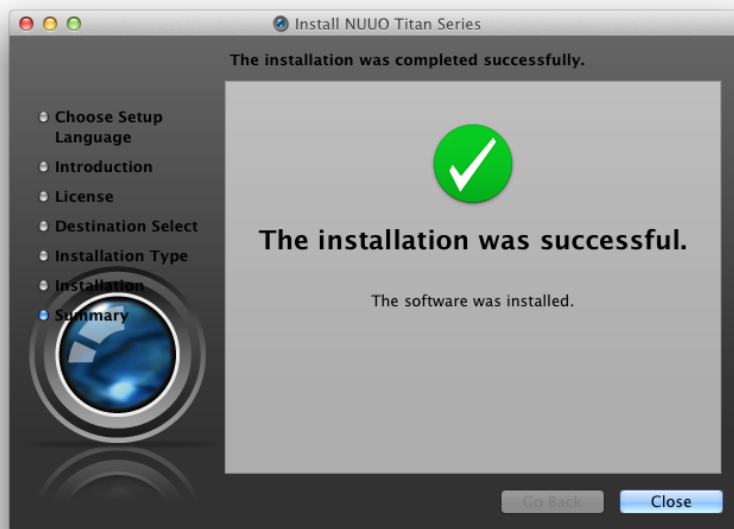 Install NUUO Titan Series
The installation was completed successfully.
Choose Setup
Language
Introduction
License
Destination Select
Installation Type
Installation
Summary
The installation was successful.
The software was installed.
Go Back
Close